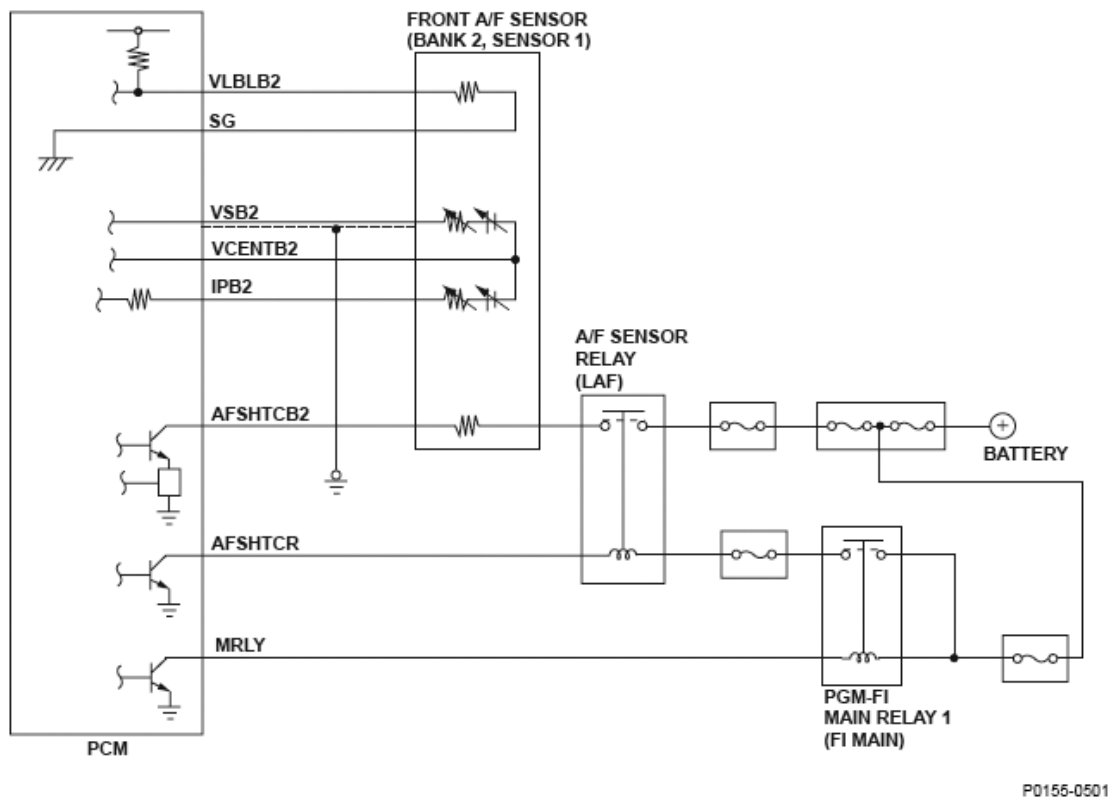 FRONT A/F SENSOR
(BANK 2, SENSOR 1)
VLBLB2
SG
VSB2
VCENTB2
IPB2
A/F SENSOR
RELAY
(LAF)
AFSHTCB2
+
BATTERY
AFSHTCR
MRLY
PGM-FI
MAIN RELAY 1
(FI MAIN)
PCM
P0155-0501